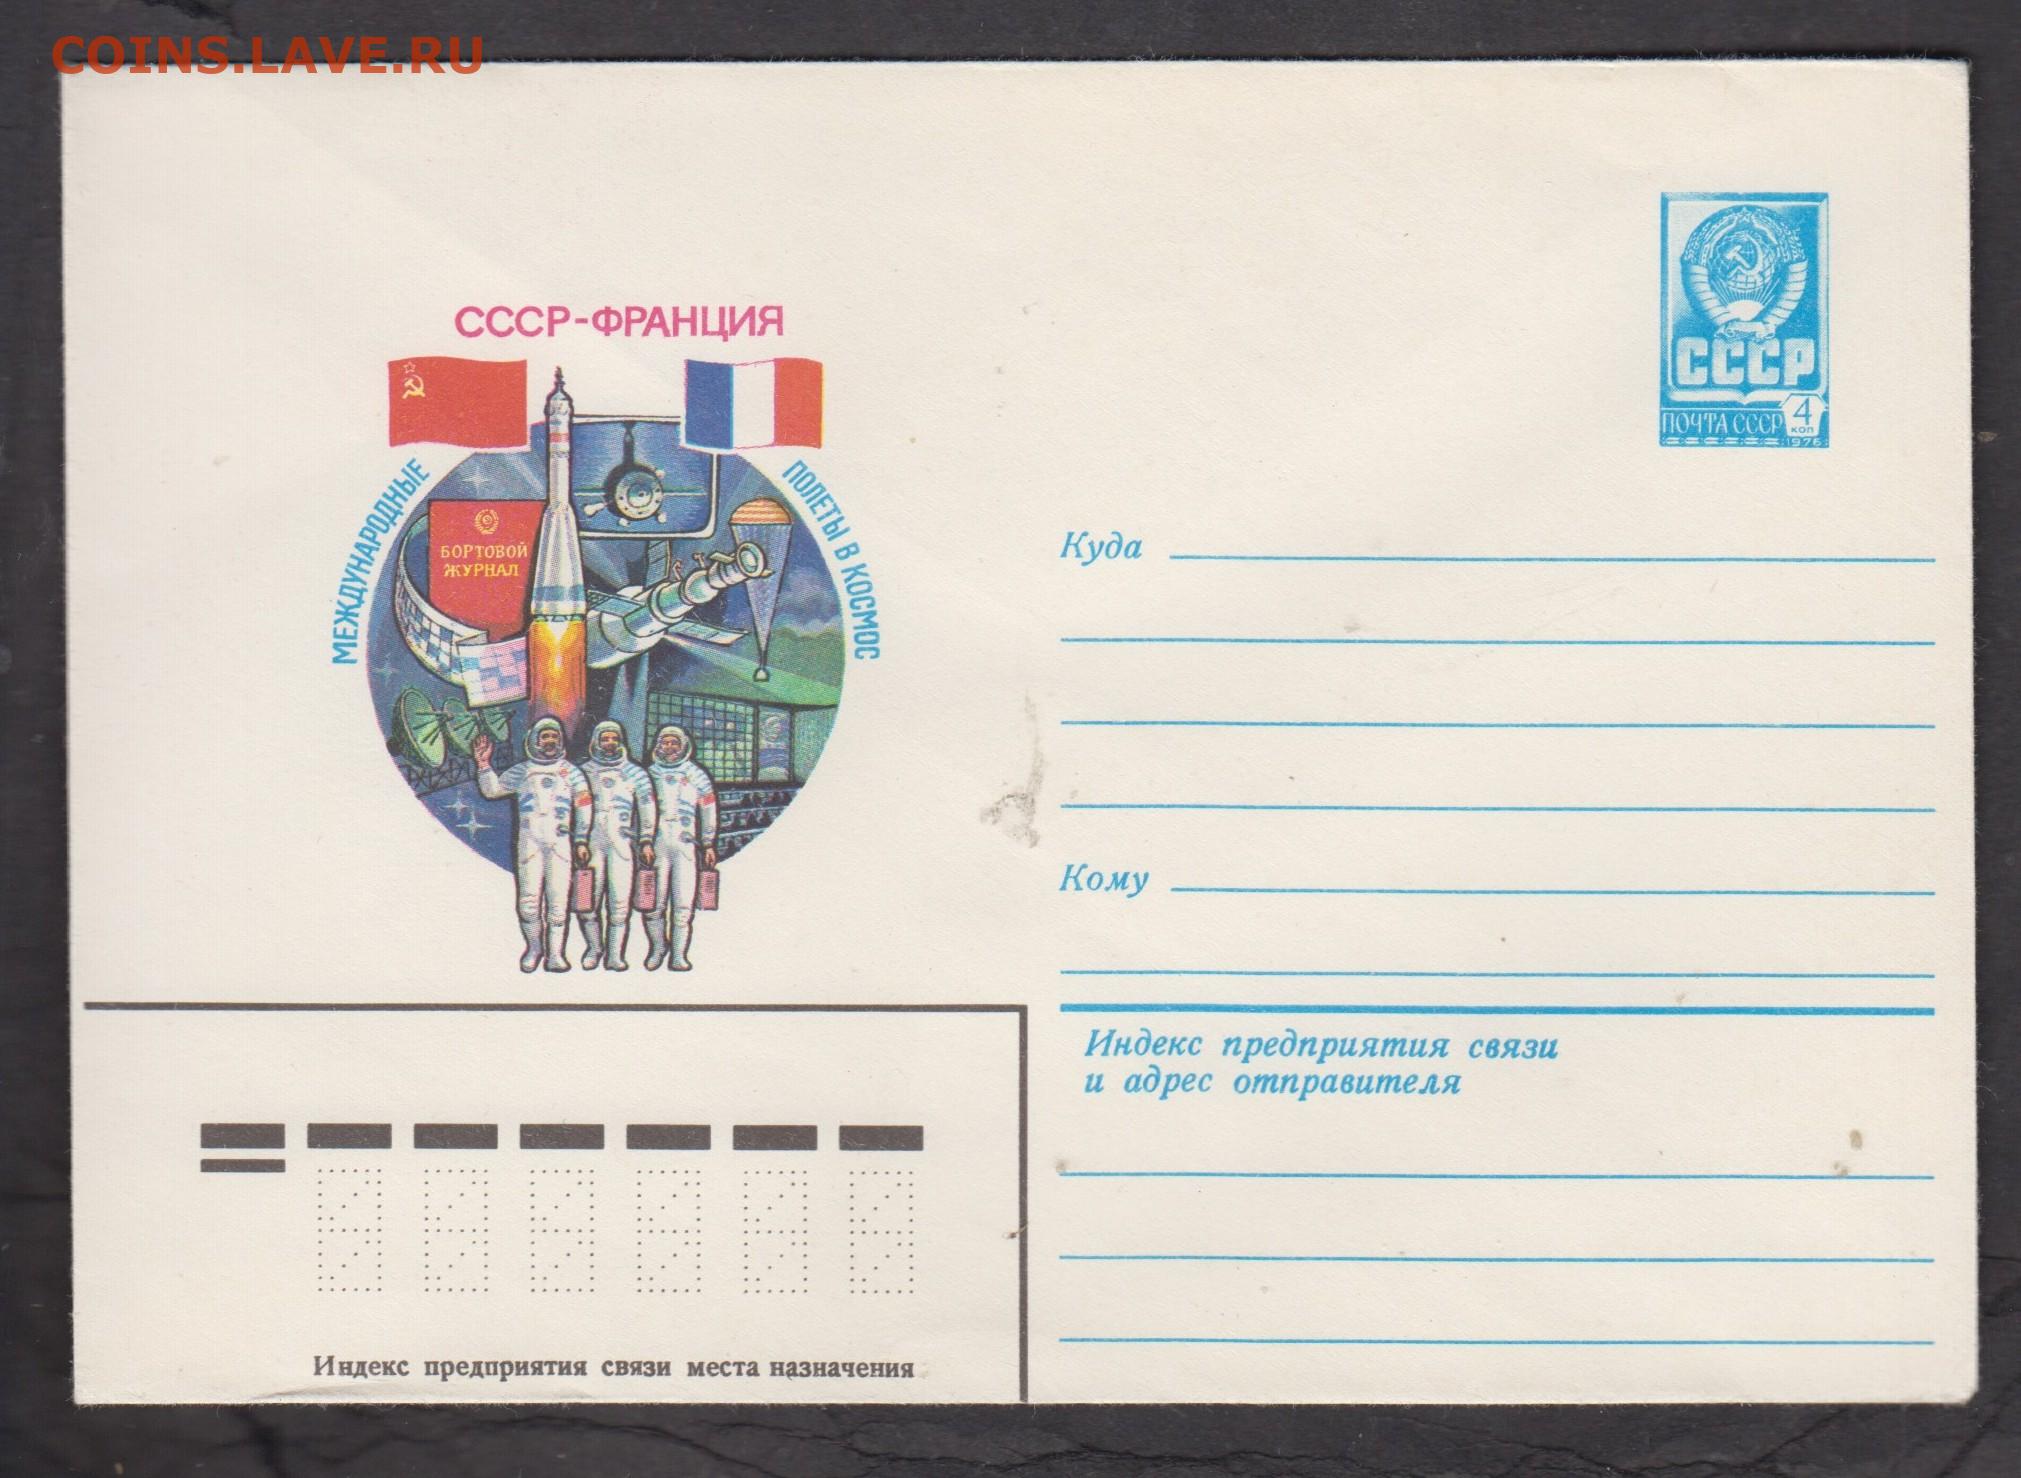 COINS.LAVE.RU
СССР-ФРАНЦИЯ
МЕЖДУНАРОДНЫЕ
ПОЛЕТЫ В КОСМОС
БОРТОВОЙ
ЖУРНАЛ
СССР
ПОЧТА СССР 4
КОП
1976
Куда
Кому
Индекс предприятия связи
и адрес отправителя
Индекс предприятия связи места назначения